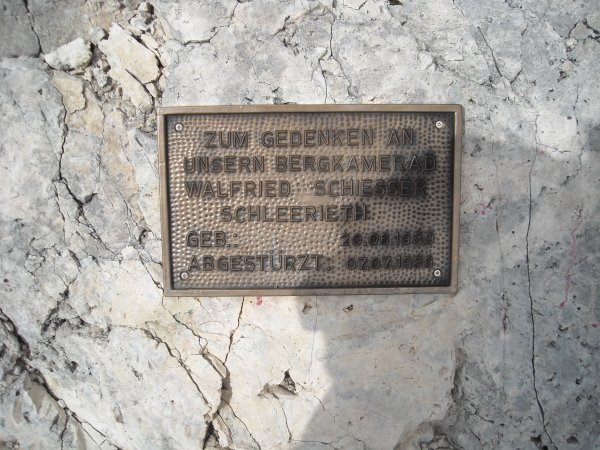 ZUM GEDENKEN AN
UNSERN BERGKAMERAD
WALFRIED SCHIESSER
SCHLEERIETH
GEB.:
ABGESTÜRZT: